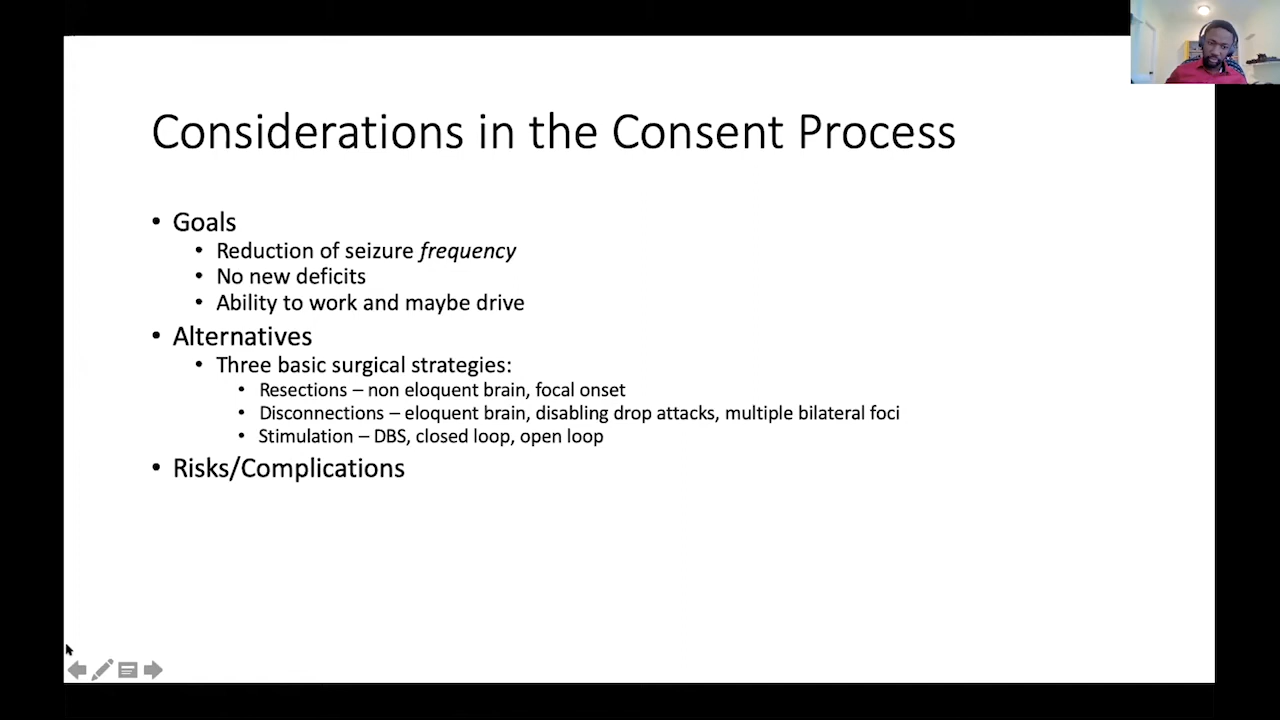 Considerations in the Consent Process
• Goals
• Reduction of seizure frequency
• No new deficits
• Ability to work and maybe drive
• Alternatives
• Three basic surgical strategies:
• Resections – non eloquent brain, focal onset
• Disconnections – eloquent brain, disabling drop attacks, multiple bilateral foci
• Stimulation – DBS, closed loop, open loop
• Risks/Complications